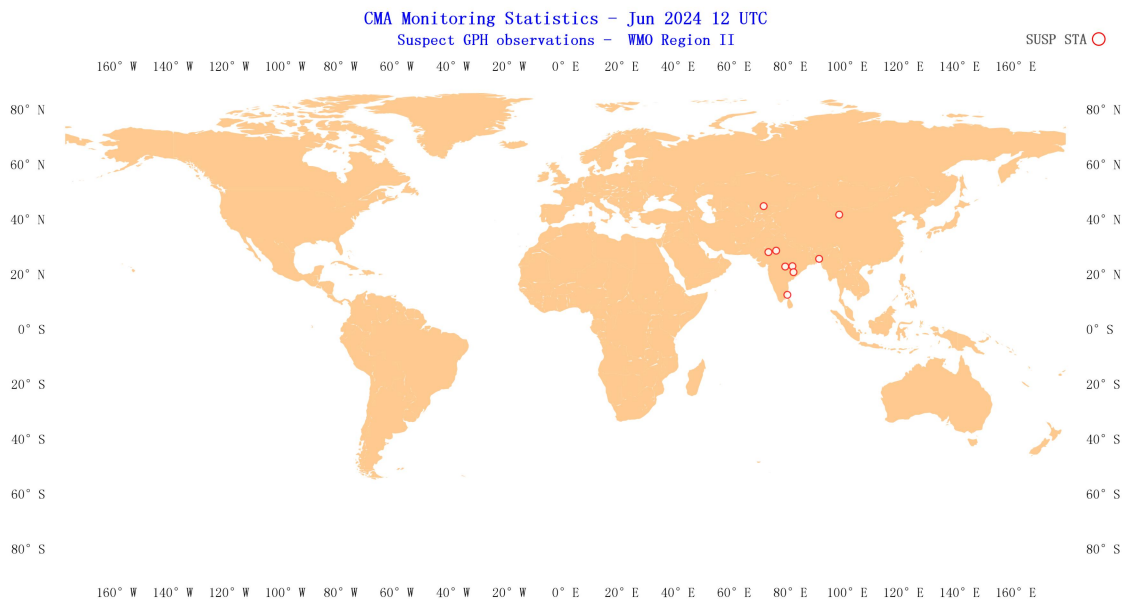 CMA Monitoring Statistics - Jun 2024 12 UTC
Suspect GPH observations - WMO Region II
SUSP STA
160° W 140° W 120° W 100° W 80° W 60° W 40° W 20° W 0° E 20° E 40° E 60° E 80° E 100° E 120° E 140° E 160° E
80° N 80° N
60° N 60° N
40° N 40° N
20° N 20° N
0° S 0° S
20° S 20° S
40° S 40° S
60° S 60° S
80° S 80° S
160° W 140° W 120° W 100° W 80° W 60° W 40° W 20° W 0° E 20° E 40° E 60° E 80° E 100° E 120° E 140° E 160° E